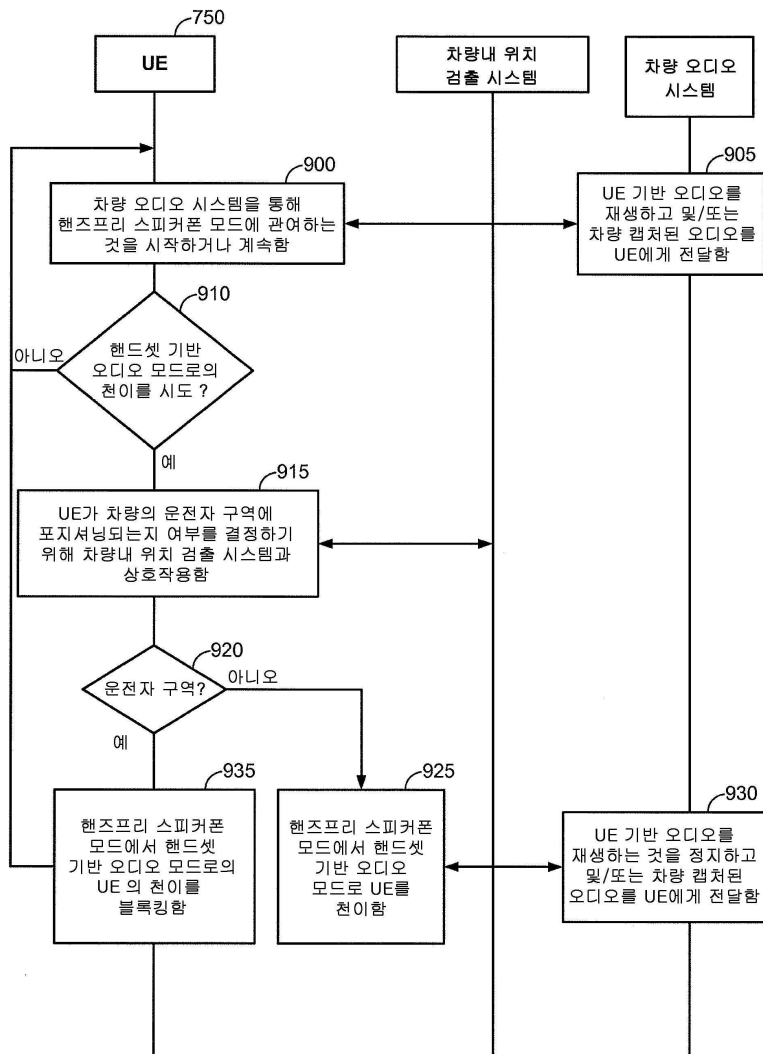 750
UE
차량내 위치
검출 시스템
차량 오디오
시스템
900
차량 오디오 시스템을 통해
핸즈프리 스피커폰 모드에 관여하는
것을 시작하거나 계속함
905
UE 기반 오디오를
재생하고 및/또는
차량 캡처된 오디오를
UE에게 전달함
910
아니오
핸드셋 기반
오디오 모드로의
천이를 시도 ?
예
915
UE가 차량의 운전자 구역에
포지셔닝되는지 여부를 결정하기
위해 차량내 위치 검출 시스템과
상호작용함
920
운전자 구역?
아니오
예
935
핸즈프리 스피커폰
모드에서 핸드셋
기반 오디오 모드로의
UE 의 천이를
블록킹함
925
핸즈프리 스피커폰
모드에서 핸드셋
기반 오디오
모드로 UE를
천이함
930
UE 기반 오디오를
재생하는 것을 정지하고
및/또는 차량 캡처된
오디오를 UE에게 전달함